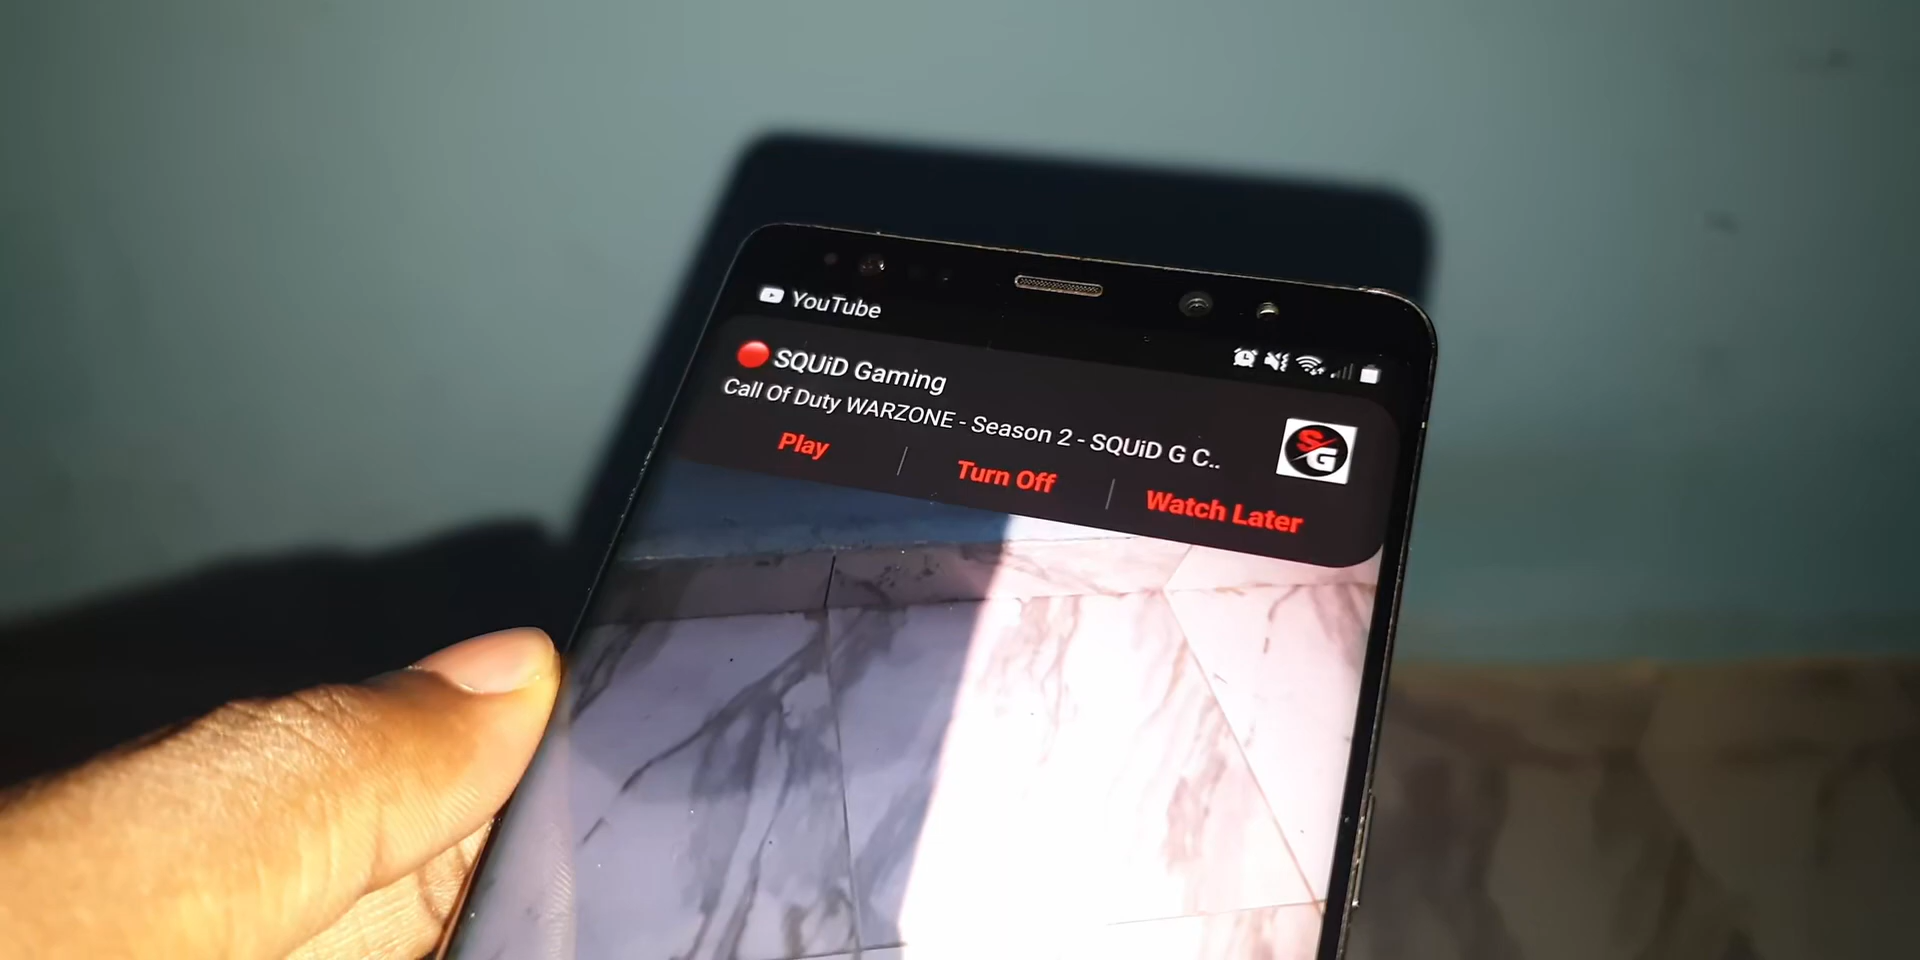 YouTube
🔴 SQUiD Gaming
Call Of Duty WARZONE - Season 2 - SQUiD G C..
Play
Turn Off
Watch Later
S/G